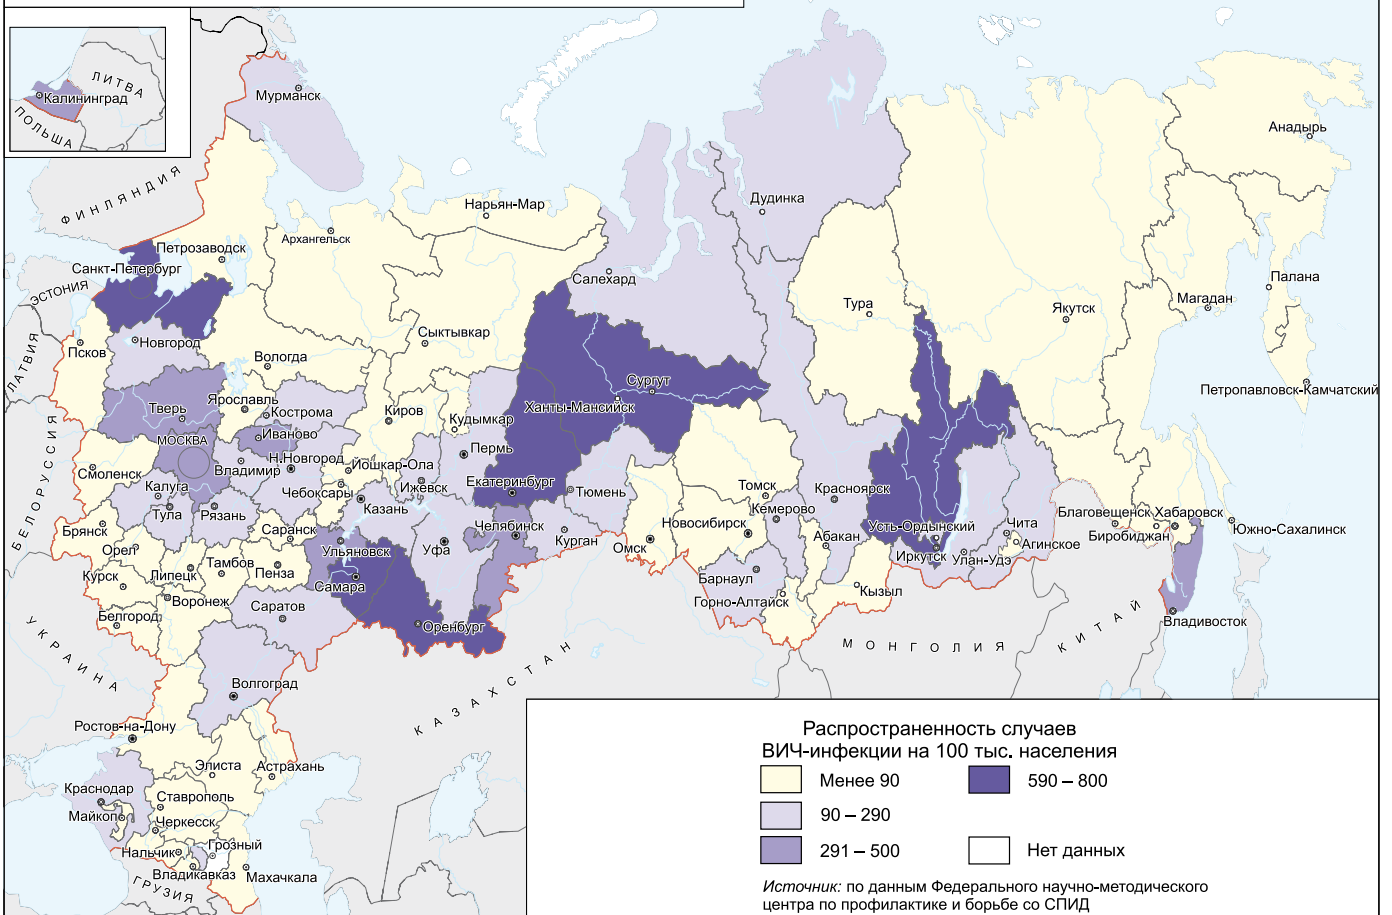 ЛИТВА
Калининград
ПОЛЬША
Мурманск
ФИНЛЯНДИЯ
Анадырь
Дудинка
Нарьян-Мар
Архангельск
Петрозаводск
Санкт-Петербург
ЭСТОНИЯ
Салехард
Палана
Магадан
Тура
Якутск
Сыктывкар
Новгород
Псков
ЛАТВИЯ
Вологда
Сургут
Петропавловск-Камчатский
Ярославль
Тверь
Кострома
Киров
Кудымкар
Ханты-Мансийск
Иваново
МОСКВА
Пермь
Н.Новгород
Владимир
Йошкар-Ола
Смоленск
БЕЛОРУССИЯ
Калуга
Чебоксары
Ижевск
Екатеринбург
Тюмень
Томск
Красноярск
Тула
Рязань
Казань
Кемерово
Брянск
Саранск
Челябинск
Новосибирск
Усть-Ордынский
Чита
Благовещенск
Хабаровск
Южно-Сахалинск
Орел
Ульяновск
Уфа
Курган
Омск
Абакан
Иркутск
Улан-Удэ
Агинское
Биробиджан
Курск
Липецк
Тамбов
Пенза
Самара
Барнаул
Кызыл
Воронеж
Саратов
Горно-Алтайск
Белгород
Оренбург
Владивосток
УКРАИНА
КАЗАХСТАН
МОНГОЛИЯ
КИТАЙ
Волгоград
Ростов-на-Дону
Элиста
Астрахань
Краснодар
Ставрополь
Майкоп
Черкесск
Нальчик
Грозный
Владикавказ
Махачкала
ГРУЗИЯ
Распространенность случаев
ВИЧ-инфекции на 100 тыс. населения
Менее 90
590 – 800
90 – 290
291 – 500
Нет данных
Источник: по данным Федерального научно-методического
центра по профилактике и борьбе со СПИД